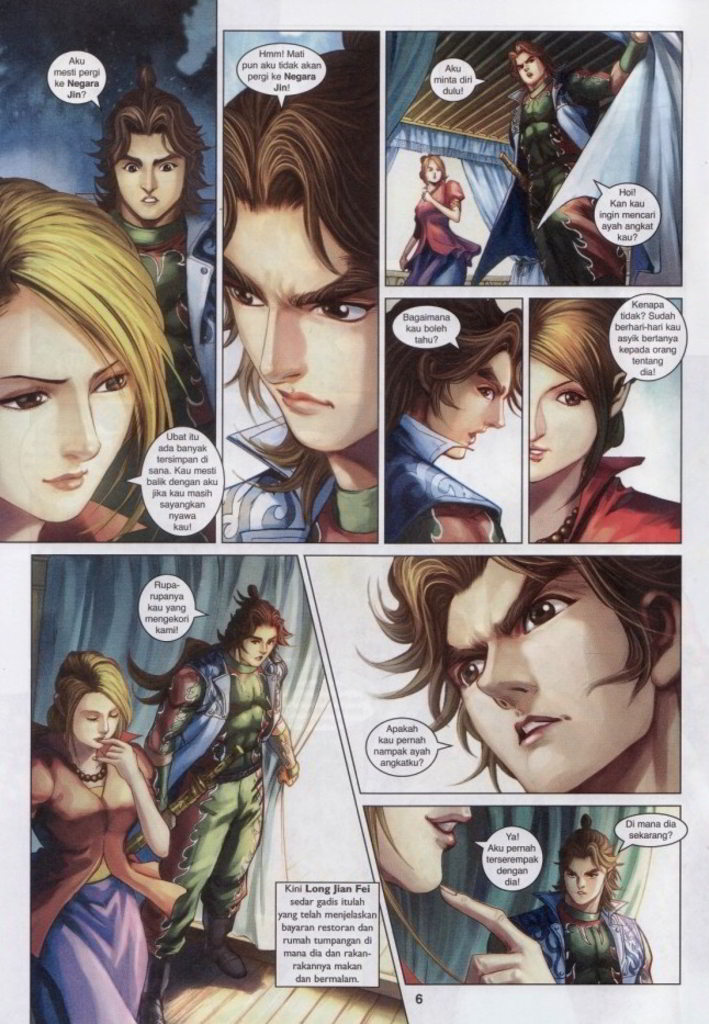 Aku
mesti pergi
ke Negara
Jin?
Ubat itu
ada banyak
tersimpan di
sana. Kau mesti
balik dengan aku
jika kau masih
sayangkan
nyawa
kau!
Hmm! Mati
pun aku tidak akan
pergi ke Negara
Jin!
Aku
minta diri
dulu!
Hoi!
Kan kau
ingin mencari
ayah angkat
kau?
Bagaimana
kau boleh
tahu?
Kenapa
tidak? Sudah
berhari-hari kau
asyik bertanya
kepada orang
tentang
dia!
Rupa-
rupanya
kau yang
mengekori
kami!
Kini Long Jian Fei
sedar gadis itulah
yang telah menjelaskan
bayaran restoran dan
rumah tumpangan di
mana dia dan rakan-
rakannya makan
dan bermalam.
Apakah
kau pernah
nampak ayah
angkatku?
Ya!
Aku pernah
terserempak
dengan
dia!
Di mana dia
sekarang?
6